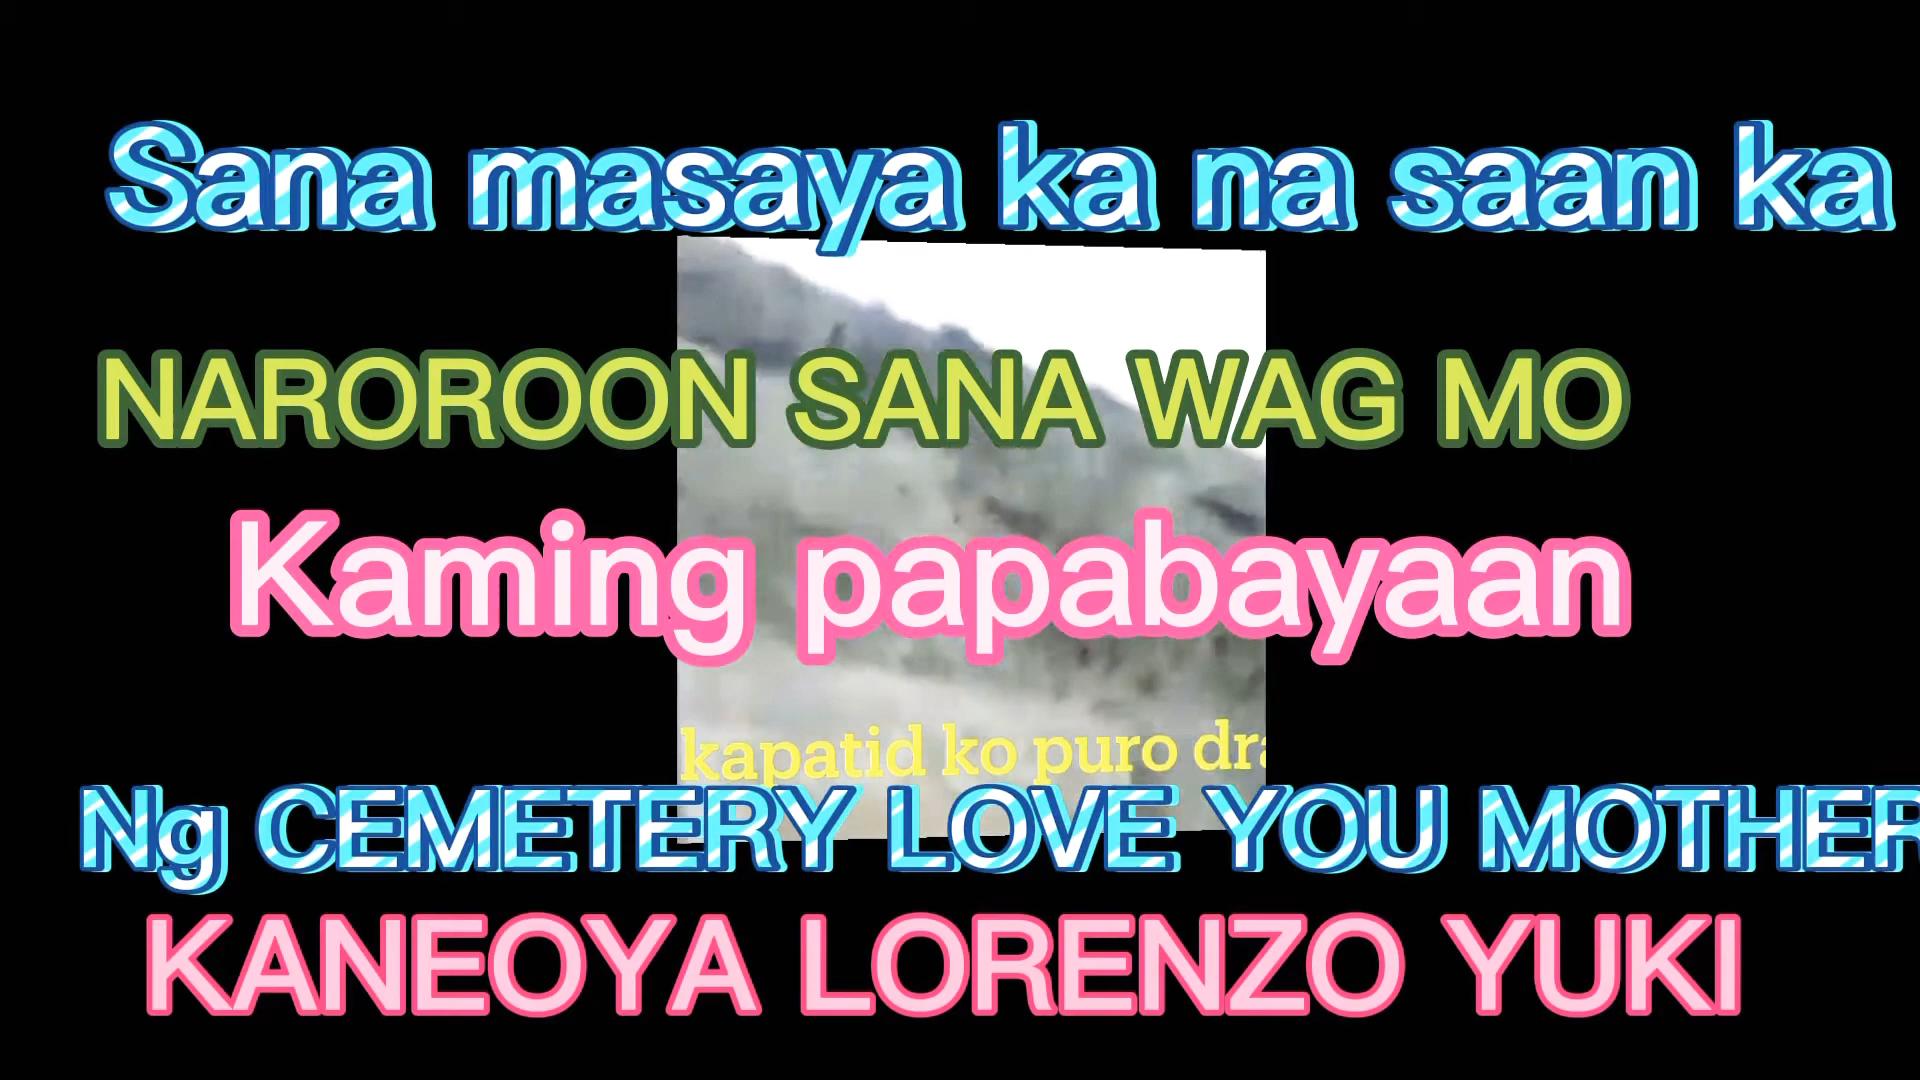 Sana masaya ka na saan ka
NAROROON SANA WAG MO
Kaming papabayaan
kapatid ko puro
Ng CEMETERY LOVE YOU MOTHER
KANEOYA LORENZO YUKI